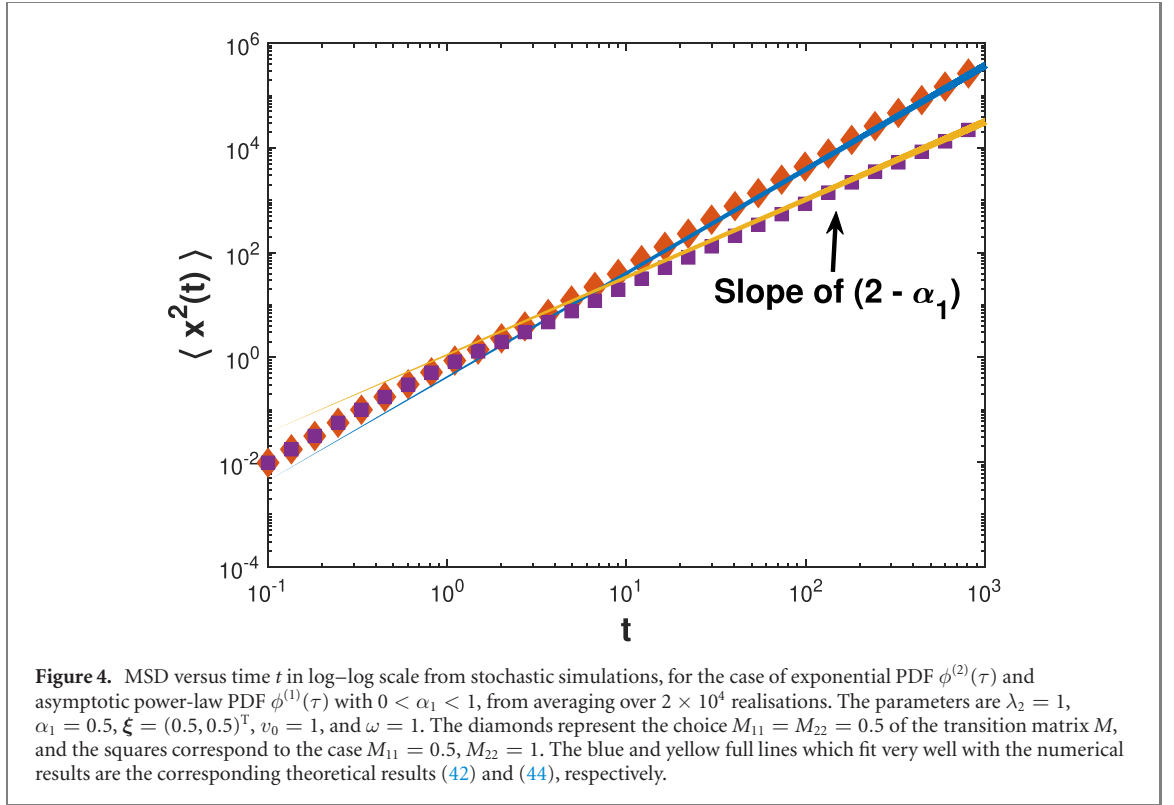 10^6
10^4
10^2
10^0
10^-2
10^-4
⟨ x^2(t) ⟩
Slope of (2 - α_1)
10^-1 10^0 10^1 10^2 10^3
t
Figure 4. MSD versus time t in log–log scale from stochastic simulations, for the case of exponential PDF ϕ^(2)(τ) and
asymptotic power-law PDF ϕ^(1)(τ) with 0 < α_1 < 1, from averaging over 2 × 10^4 realisations. The parameters are λ_2 = 1,
α_1 = 0.5, ξ = (0.5, 0.5)^T, v_0 = 1, and ω = 1. The diamonds represent the choice M_11 = M_22 = 0.5 of the transition matrix M,
and the squares correspond to the case M_11 = 0.5, M_22 = 1. The blue and yellow full lines which fit very well with the numerical
results are the corresponding theoretical results (42) and (44), respectively.